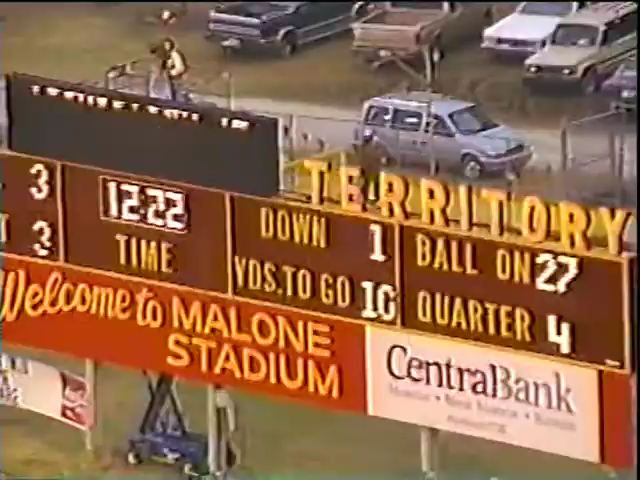 TERRITORY
3
12:22
DOWN 1
BALL ON 27
3
TIME
YDS.TO GO 10
QUARTER 4
Welcome to MALONE
STADIUM
CentralBank